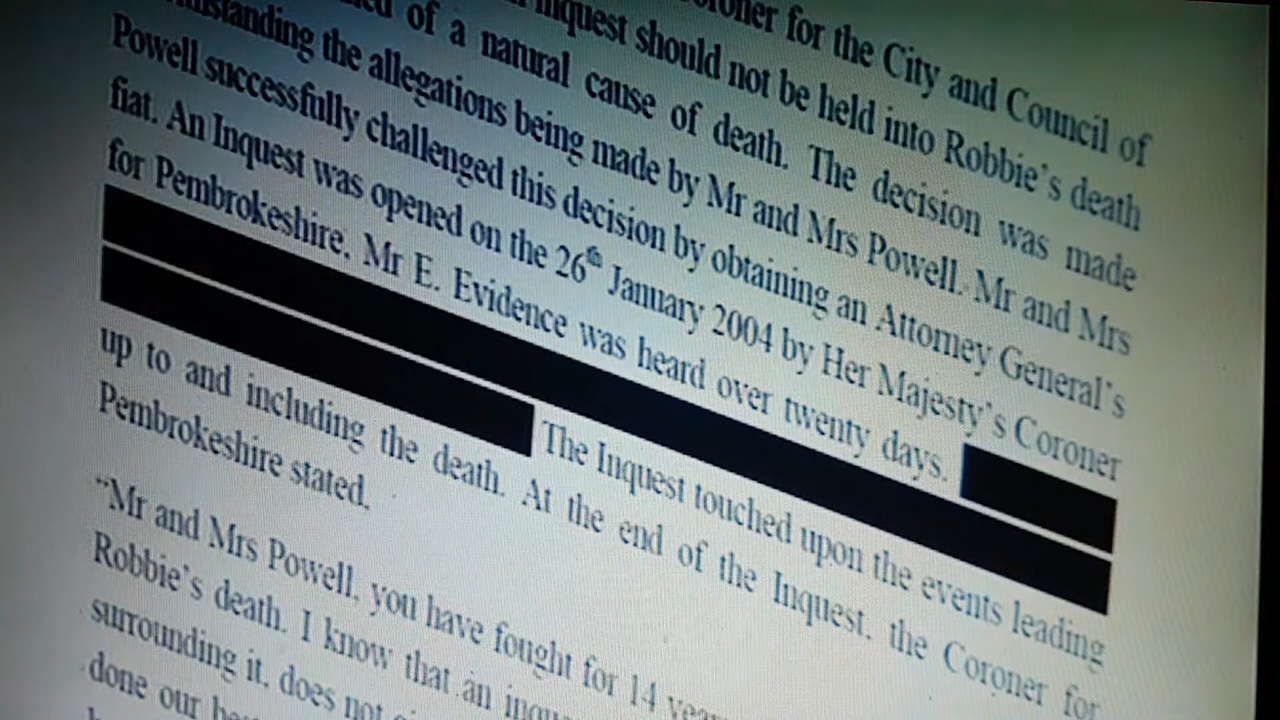 for the City and Council of
Inquest should not be held into Robbie's death
of a natural cause of death. The decision was made
the allegations being made by Mr and Mrs Powell. Mr and Mrs
Powell successfully challenged this decision by obtaining an Attorney General's
fiat. An Inquest was opened on the 26th January 2004 by Her Majesty's Coroner
for Pembrokeshire, Mr E. Evidence was heard over twenty days.
The Inquest touched upon the events leading
up to and including the death. At the end of the Inquest, the Coroner for
Pembrokeshire stated.
“Mr and Mrs Powell, you have fought for 14
Robbie's death. I know that an
surrounding it, does not
done our